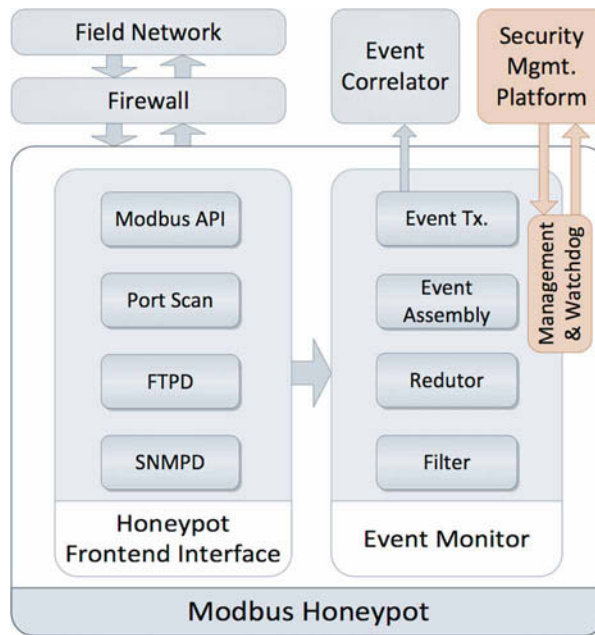 Field Network
Firewall
Event
Correlator
Security
Mgmt.
Platform
Modbus API
Port Scan
FTPD
SNMPD
Honeypot
Frontend Interface
Event Tx.
Event
Assembly
Redutor
Filter
Event Monitor
Management
& Watchdog
Modbus Honeypot